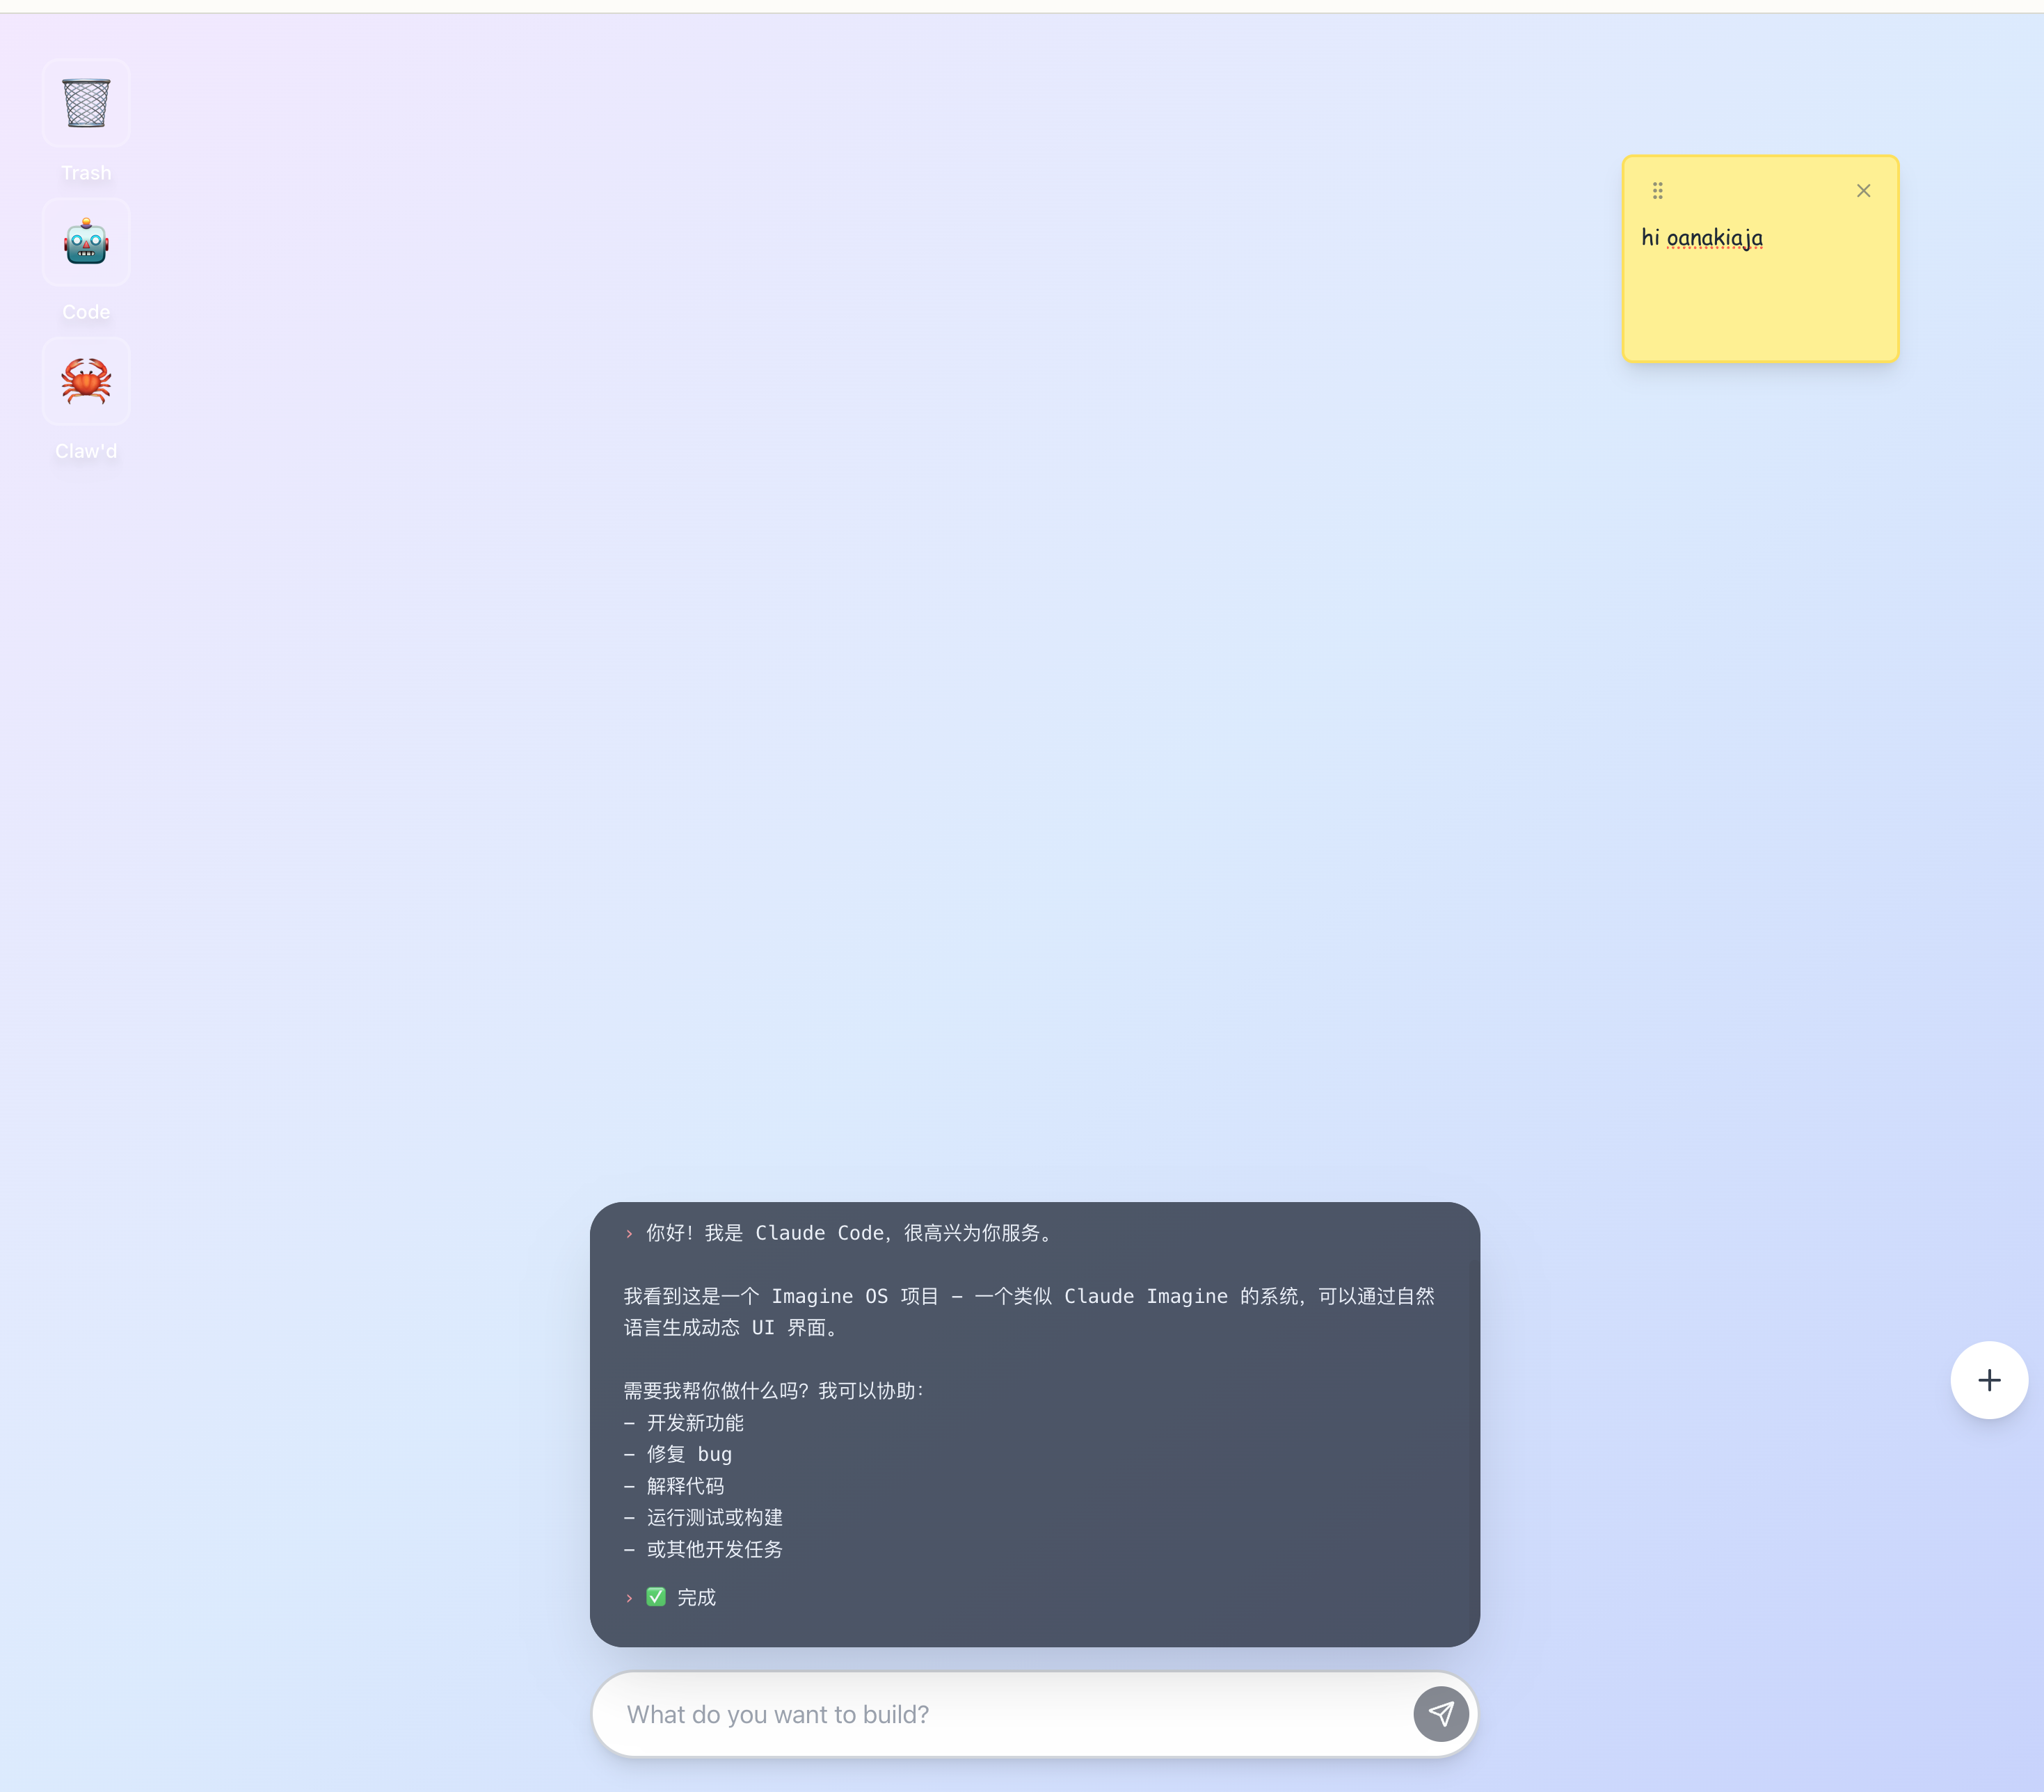 Trash
Code
Claw'd
hi oanakiaja
› 你好！我是 Claude Code，很高兴为你服务。
我看到这是一个 Imagine OS 项目 – 一个类似 Claude Imagine 的系统，可以通过自然
语言生成动态 UI 界面。
需要我帮你做什么吗？我可以协助：
– 开发新功能
– 修复 bug
– 解释代码
– 运行测试或构建
– 或其他开发任务
› ✅ 完成
What do you want to build?